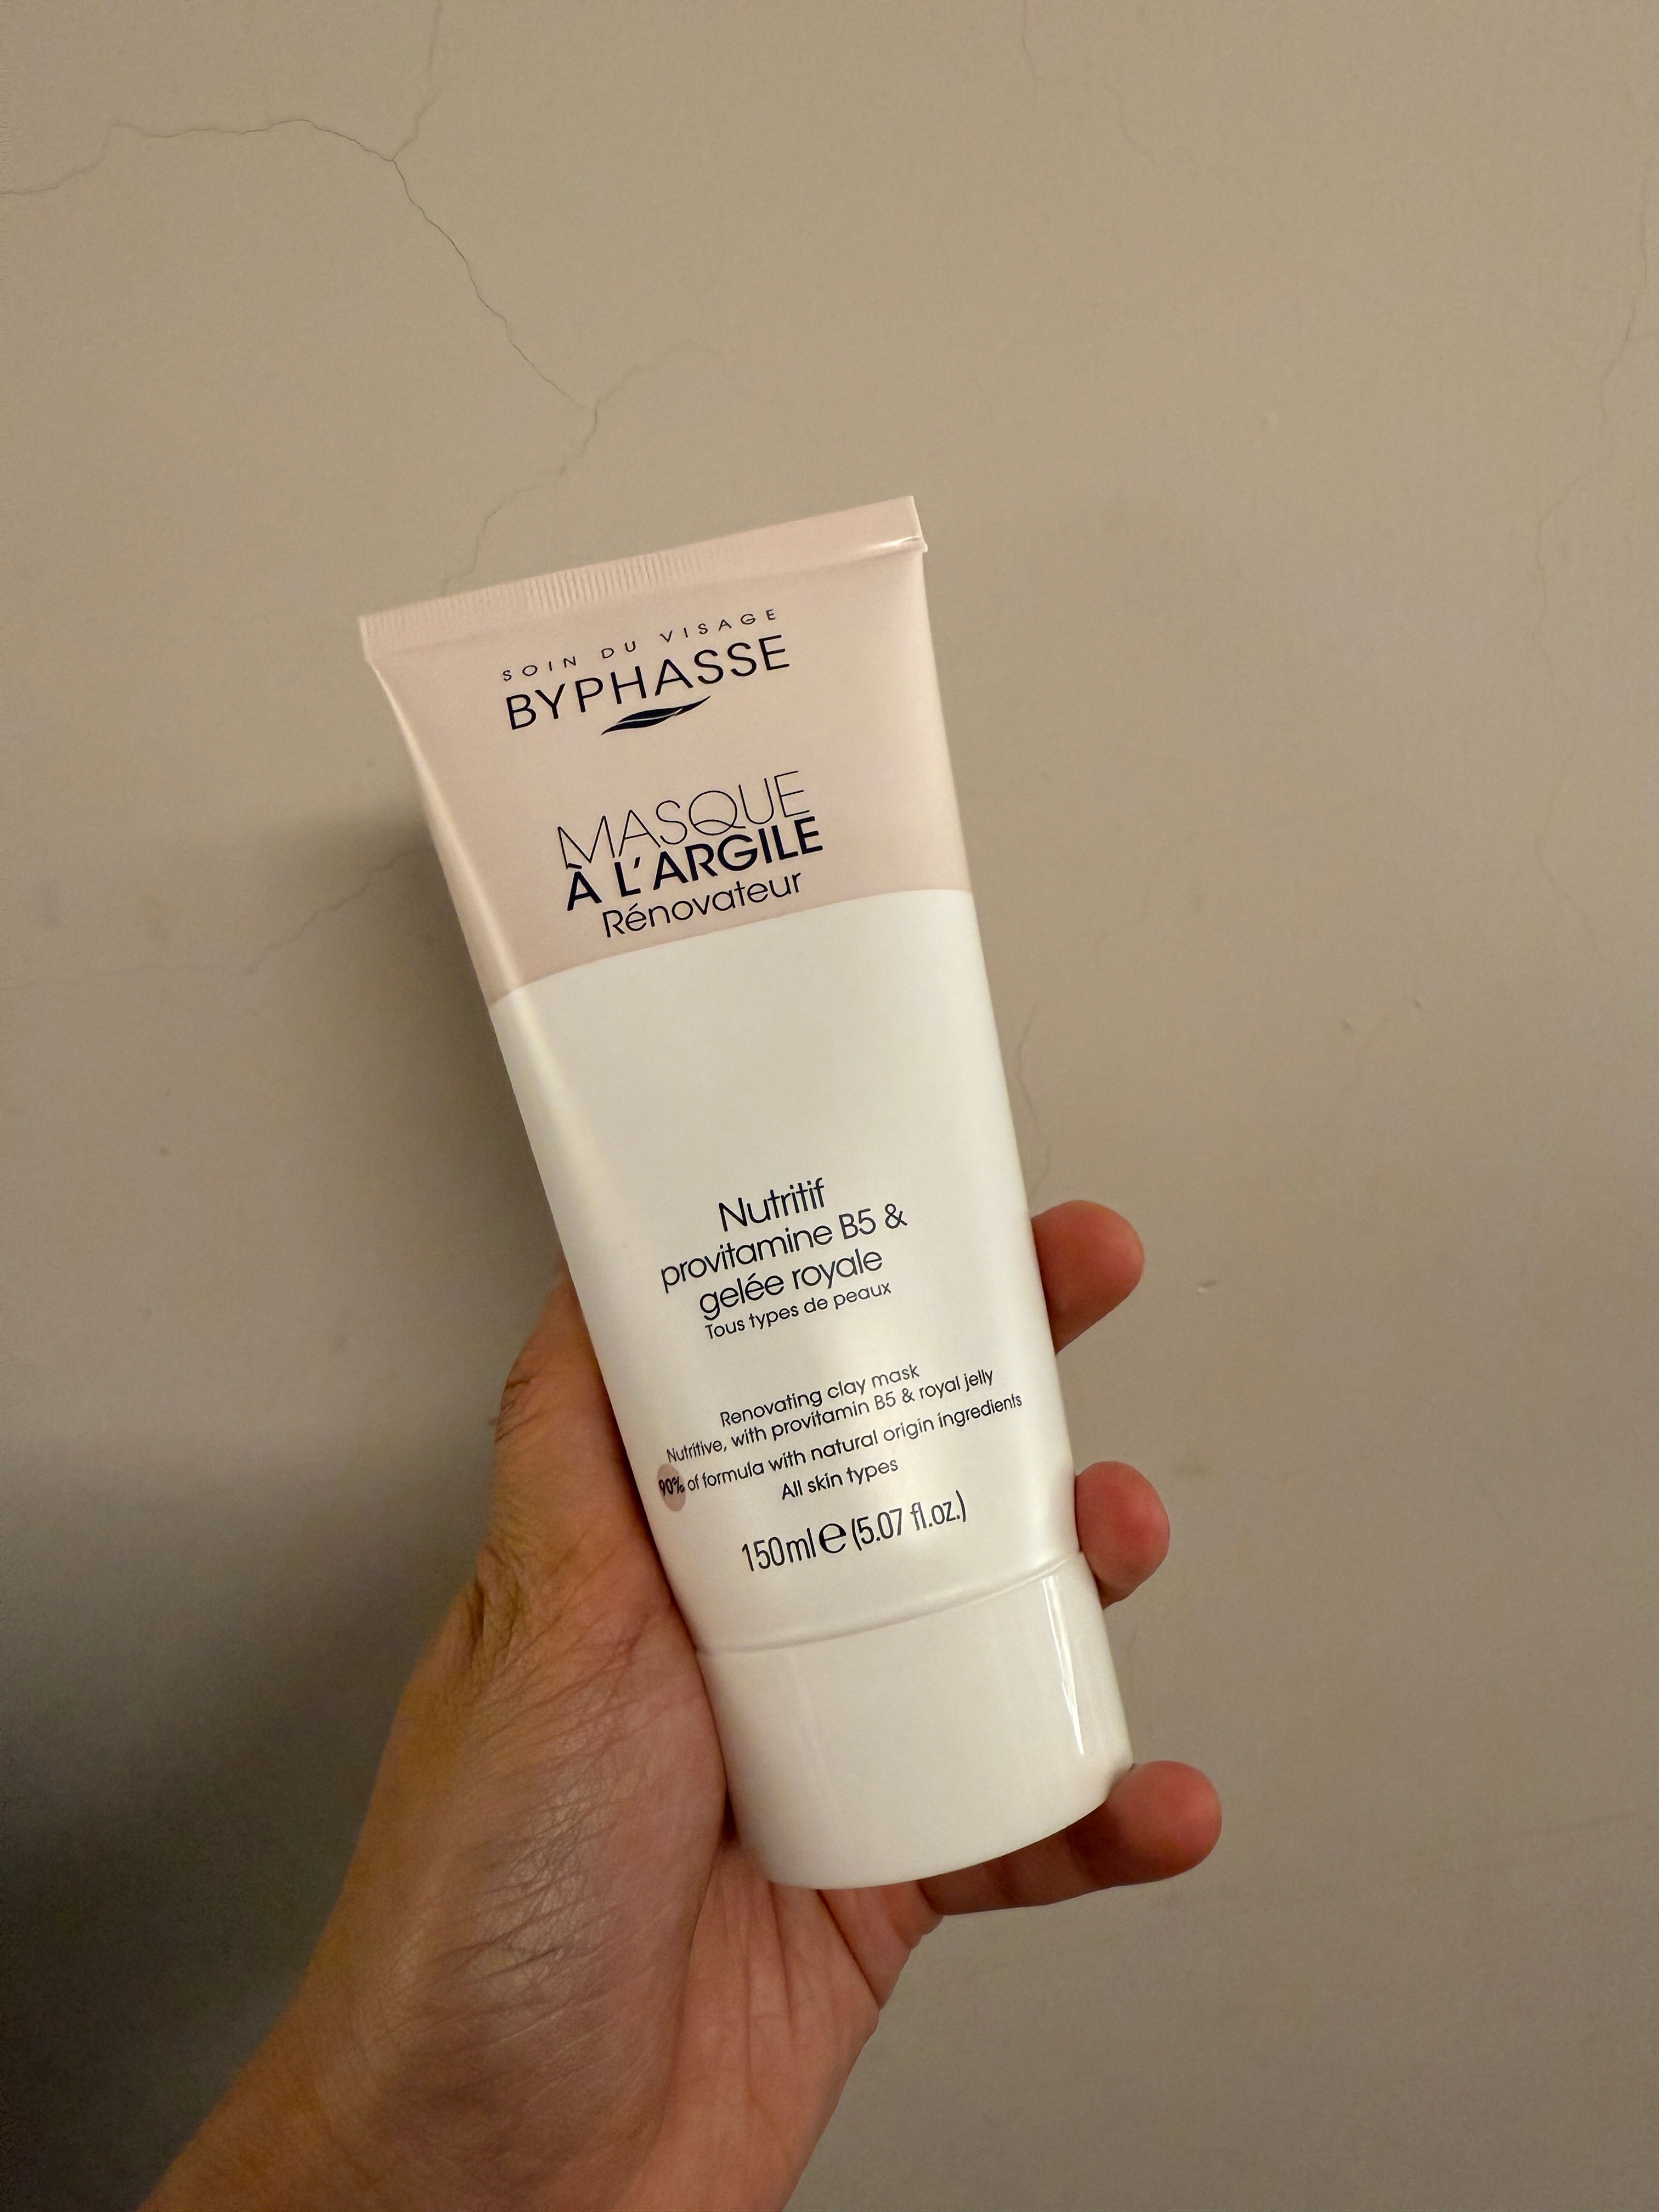 SOIN DU VISAGE
BYPHASSE
MASQUE
À L'ARGILE
Rénovateur
Nutritif
provitamine B5 &
gelée royale
Tous types de peaux
Renovating clay mask
Nutritive, with provitamin B5 & royal jelly
90% of formula with natural origin ingredients
All skin types
150ml e (5.07 fl.oz.)